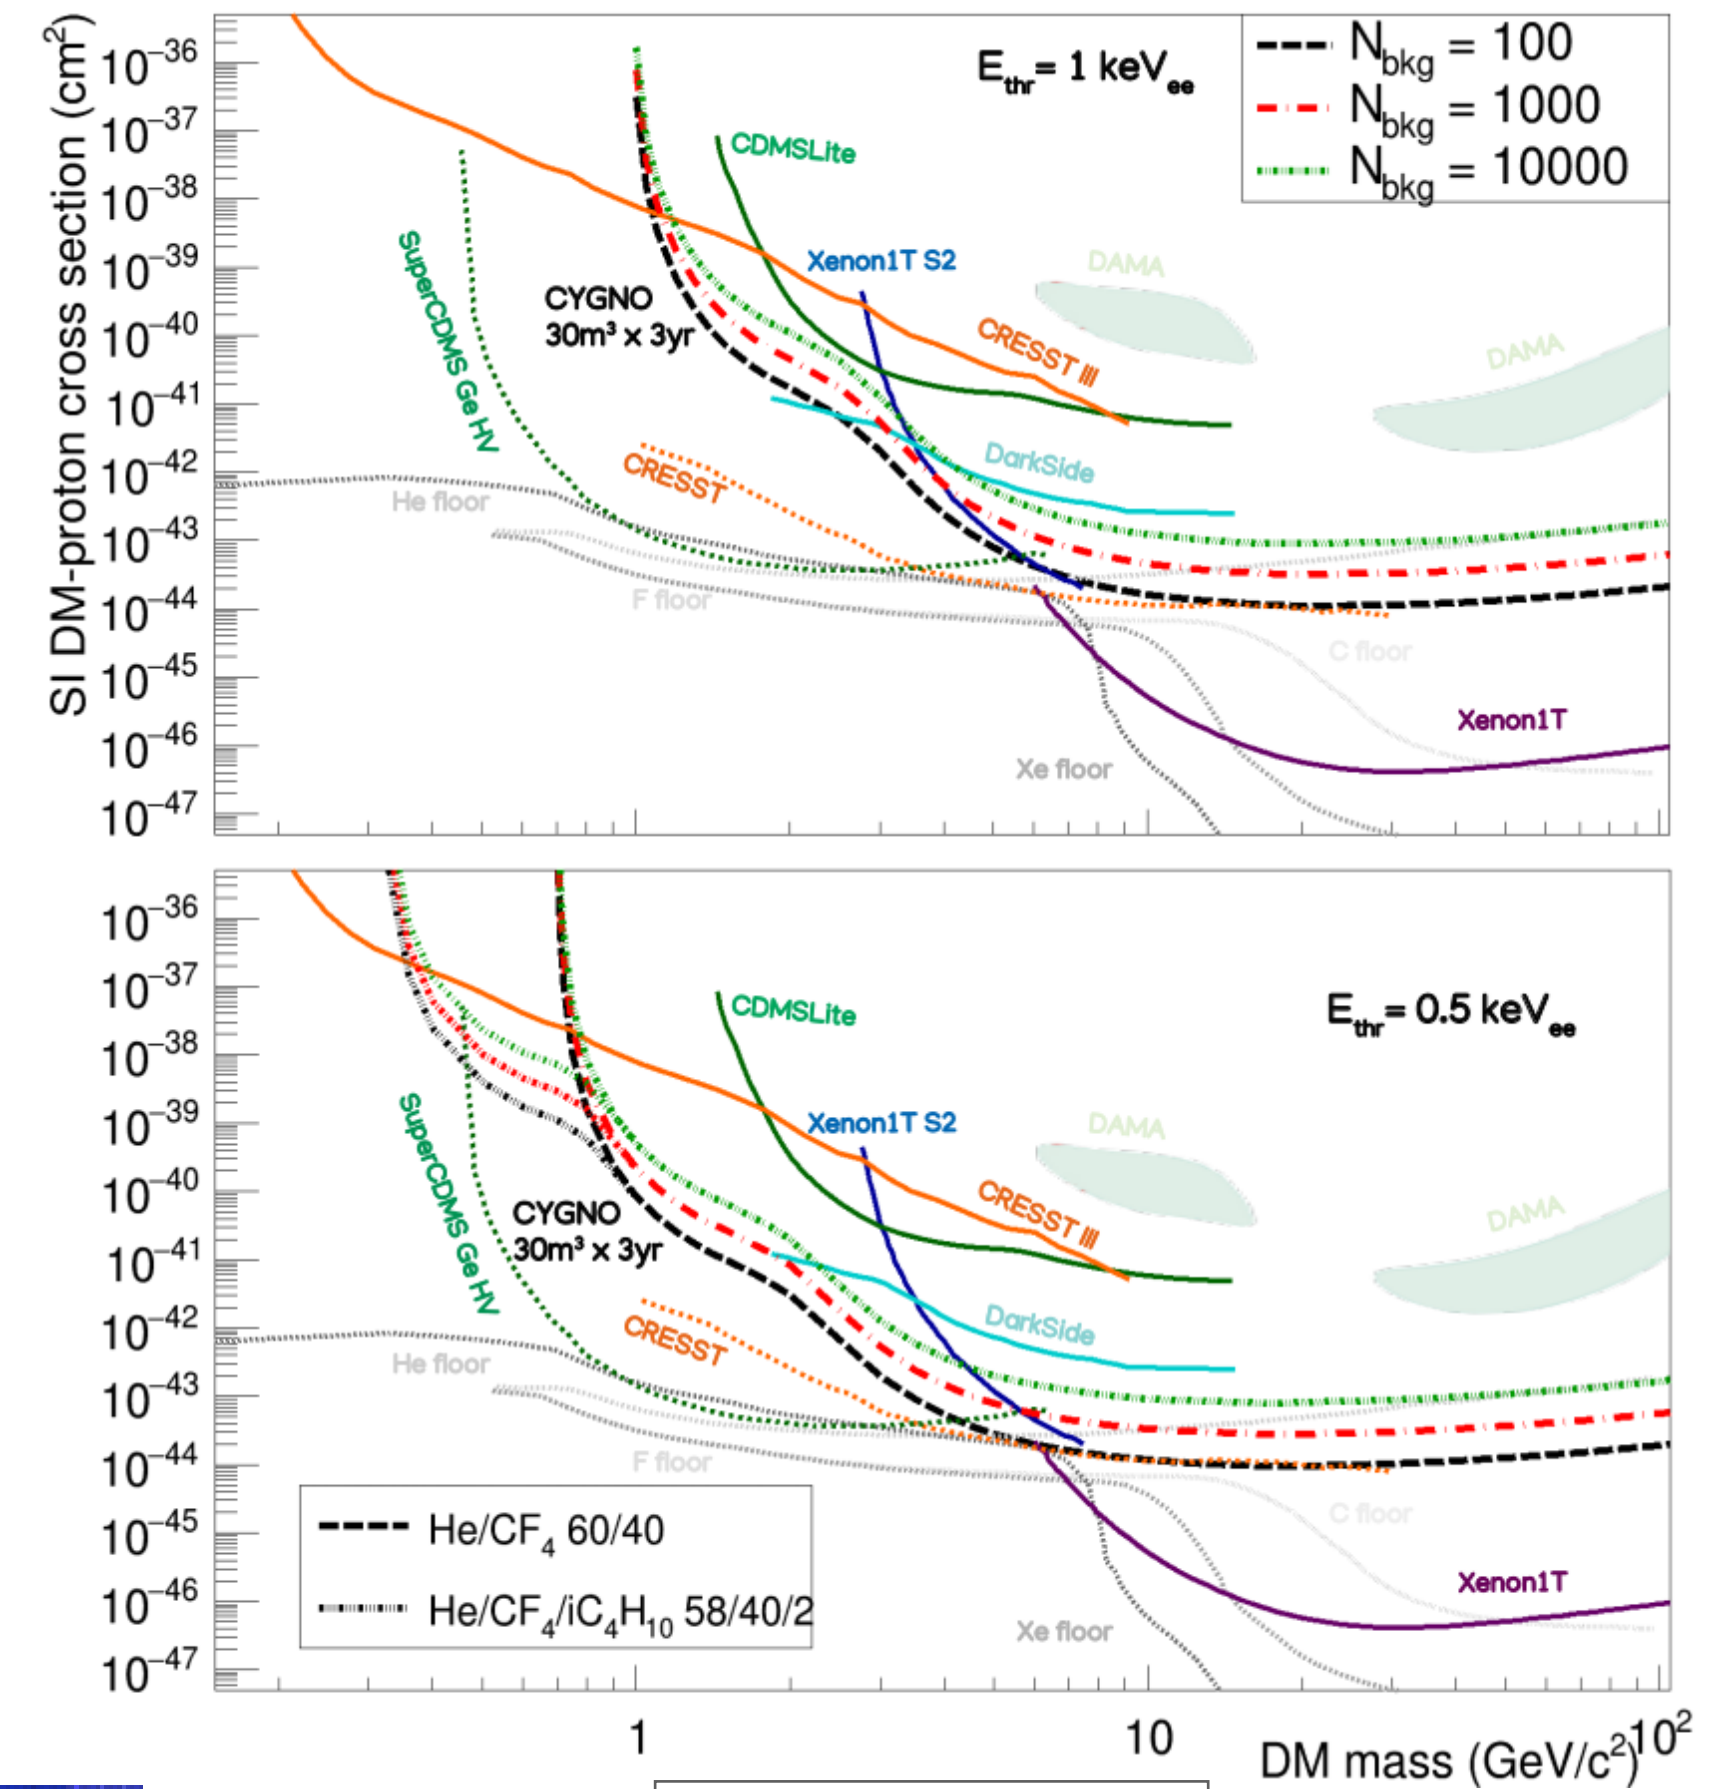 SI DM-proton cross section (cm²)
10⁻³⁶
10⁻³⁷
10⁻³⁸
10⁻³⁹
10⁻⁴⁰
10⁻⁴¹
10⁻⁴²
10⁻⁴³
10⁻⁴⁴
10⁻⁴⁵
10⁻⁴⁶
10⁻⁴⁷
E_thr = 1 keV_ee
N_bkg = 100
N_bkg = 1000
N_bkg = 10000
CDMSLite
SuperCDMS Ge HV
Xenon1T S2
DAMA
CYGNO
30m³ x 3yr
CRESST III
DAMA
DarkSide
CRESST
He floor
F floor
C floor
Xenon1T
Xe floor
10⁻³⁶
10⁻³⁷
10⁻³⁸
10⁻³⁹
10⁻⁴⁰
10⁻⁴¹
10⁻⁴²
10⁻⁴³
10⁻⁴⁴
10⁻⁴⁵
10⁻⁴⁶
10⁻⁴⁷
CDMSLite
E_thr = 0.5 keV_ee
SuperCDMS Ge HV
Xenon1T S2
DAMA
CYGNO
30m³ x 3yr
CRESST III
DAMA
DarkSide
CRESST
He floor
F floor
C floor
He/CF₄ 60/40
He/CF₄/iC₄H₁₀ 58/40/2
Xenon1T
Xe floor
1
10
10²
DM mass (GeV/c²)